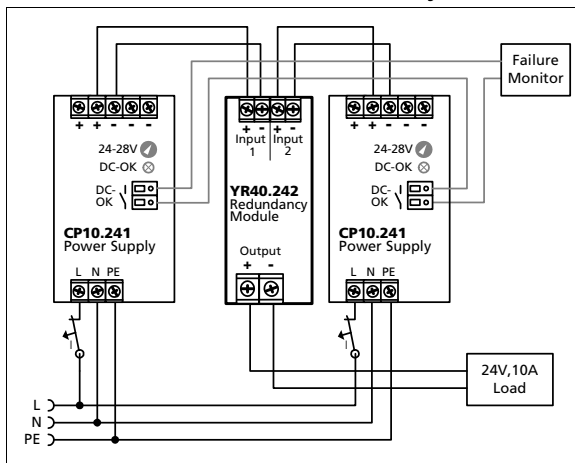 Failure
Monitor
+ + - - -
24-28V
DC-OK
DC-
OK
CP10.241
Power Supply
L N PE
+ - + -
Input
1
Input
2
YR40.242
Redundancy
Module
Output
+ -
+ + - - -
24-28V
DC-OK
DC-
OK
CP10.241
Power Supply
L N PE
I
I
24V,10A
Load
L
N
PE